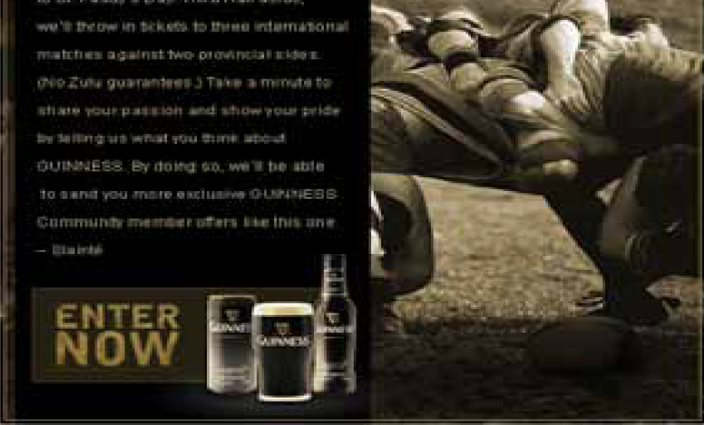 we'll throw in tickets to three international
matches against two provincial sides.
(No Zulu guarantees.) Take a minute to
share your passion and show your pride
by telling us what you think about
GUINNESS. By doing so, we'll be able
to send you more exclusive GUINNESS
Community member offers like this one
– Slainté
ENTER
NOW
GUINNESS
GUINNESS
GUINNESS